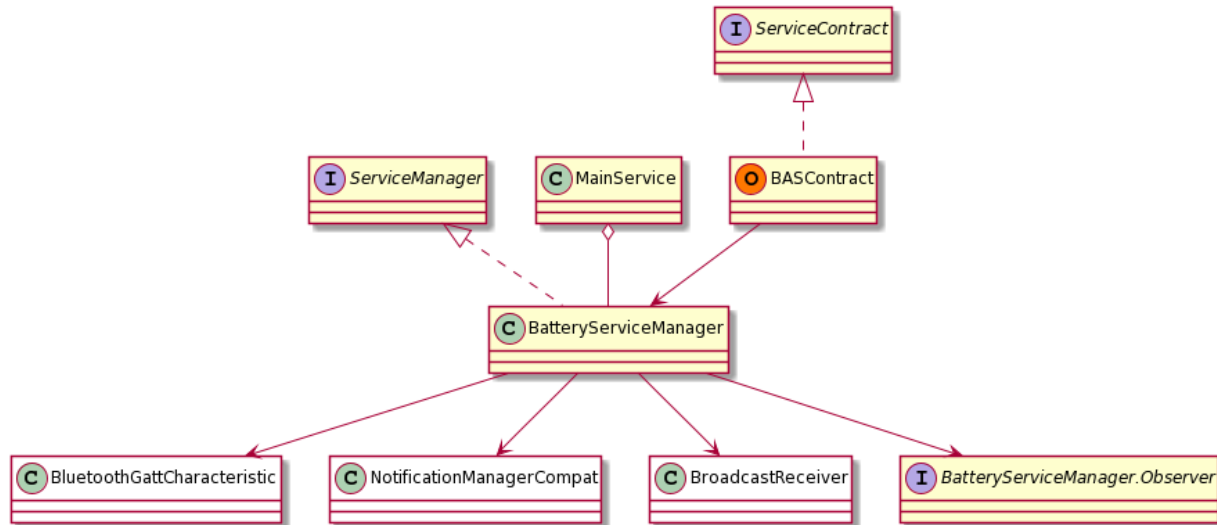 I ServiceContract
I ServiceManager
C MainService
O BASContract
C BatteryServiceManager
C BluetoothGattCharacteristic
C NotificationManagerCompat
C BroadcastReceiver
I BatteryServiceManager.Observer